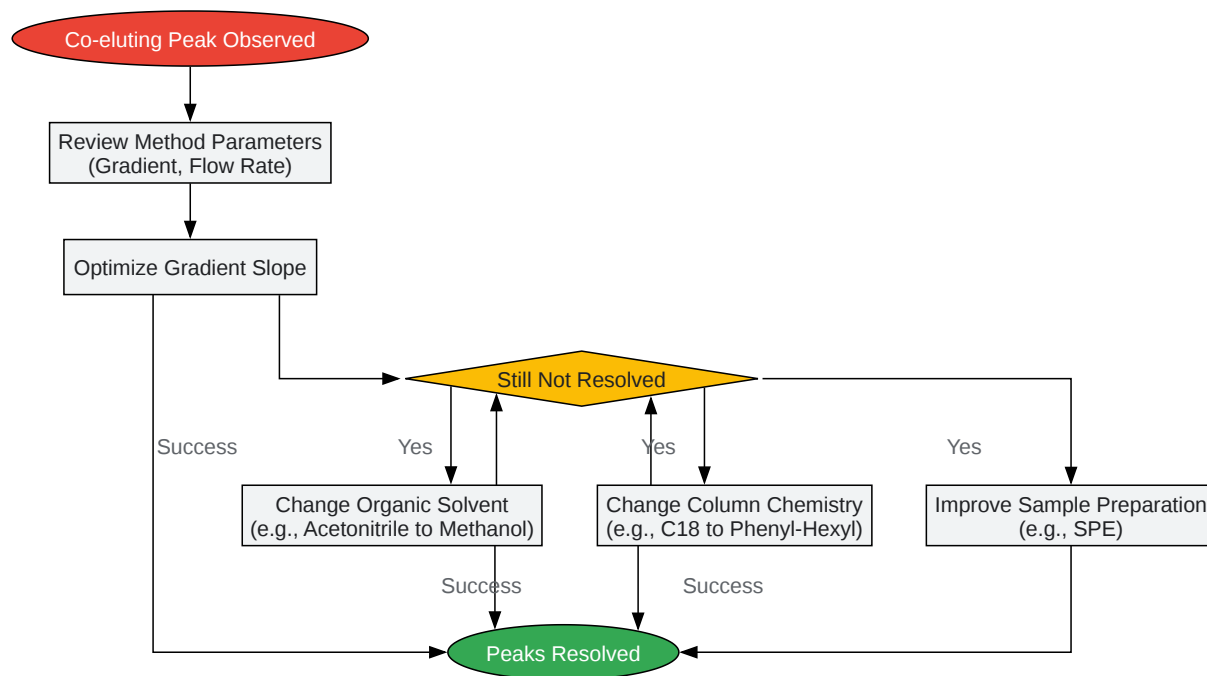 Co-eluting Peak Observed
Review Method Parameters
(Gradient, Flow Rate)
Optimize Gradient Slope
Still Not Resolved
Success
Yes
Yes
Yes
Change Organic Solvent
(e.g., Acetonitrile to Methanol)
Change Column Chemistry
(e.g., C18 to Phenyl-Hexyl)
Improve Sample Preparation
(e.g., SPE)
Success
Success
Peaks Resolved